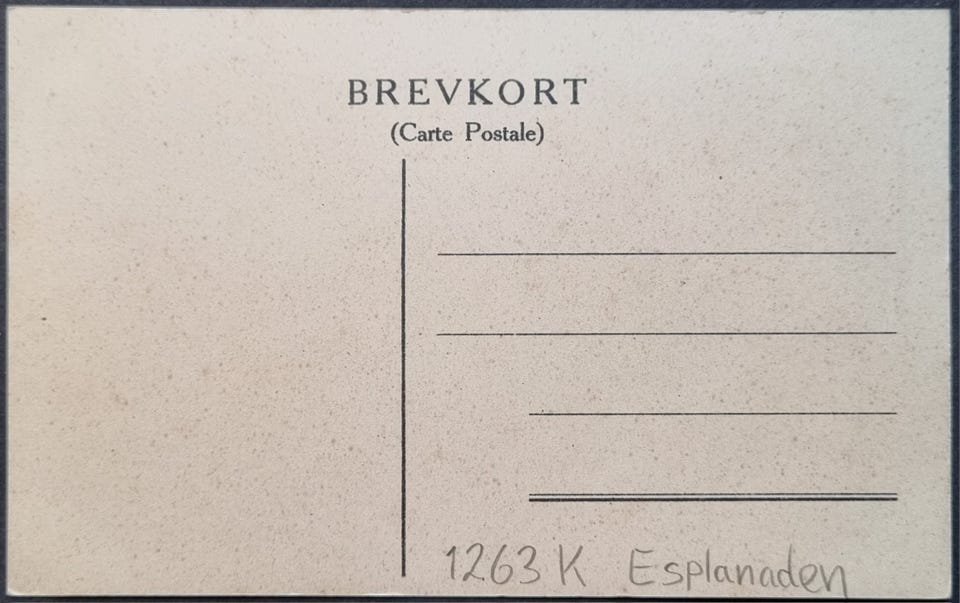 BREVKORT
(Carte Postale)
1263 K Esplanaden